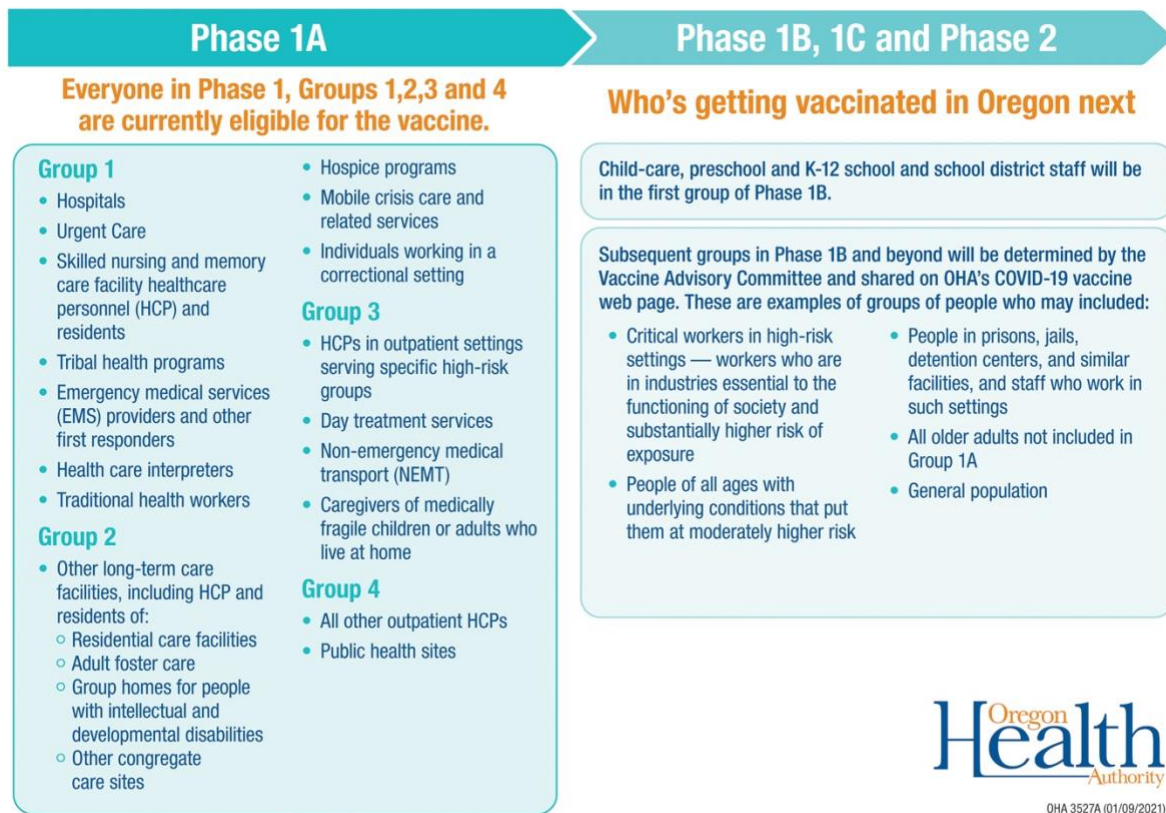 Phase 1A
Everyone in Phase 1, Groups 1,2,3 and 4
are currently eligible for the vaccine.
Group 1
• Hospitals
• Urgent Care
• Skilled nursing and memory
care facility healthcare
personnel (HCP) and
residents
• Tribal health programs
• Emergency medical services
(EMS) providers and other
first responders
• Health care interpreters
• Traditional health workers
Group 2
• Other long-term care
facilities, including HCP and
residents of:
○ Residential care facilities
○ Adult foster care
○ Group homes for people
with intellectual and
developmental disabilities
○ Other congregate
care sites
• Hospice programs
• Mobile crisis care and
related services
• Individuals working in a
correctional setting
Group 3
• HCPs in outpatient settings
serving specific high-risk
groups
• Day treatment services
• Non-emergency medical
transport (NEMT)
• Caregivers of medically
fragile children or adults who
live at home
Group 4
• All other outpatient HCPs
• Public health sites
Phase 1B, 1C and Phase 2
Who's getting vaccinated in Oregon next
Child-care, preschool and K-12 school and school district staff will be
in the first group of Phase 1B.
Subsequent groups in Phase 1B and beyond will be determined by the
Vaccine Advisory Committee and shared on OHA's COVID-19 vaccine
web page. These are examples of groups of people who may included:
• Critical workers in high-risk
settings — workers who are
in industries essential to the
functioning of society and
substantially higher risk of
exposure
• People of all ages with
underlying conditions that put
them at moderately higher risk
• People in prisons, jails,
detention centers, and similar
facilities, and staff who work in
such settings
• All older adults not included in
Group 1A
• General population
Oregon
Health
Authority
OHA 3527A (01/09/2021)